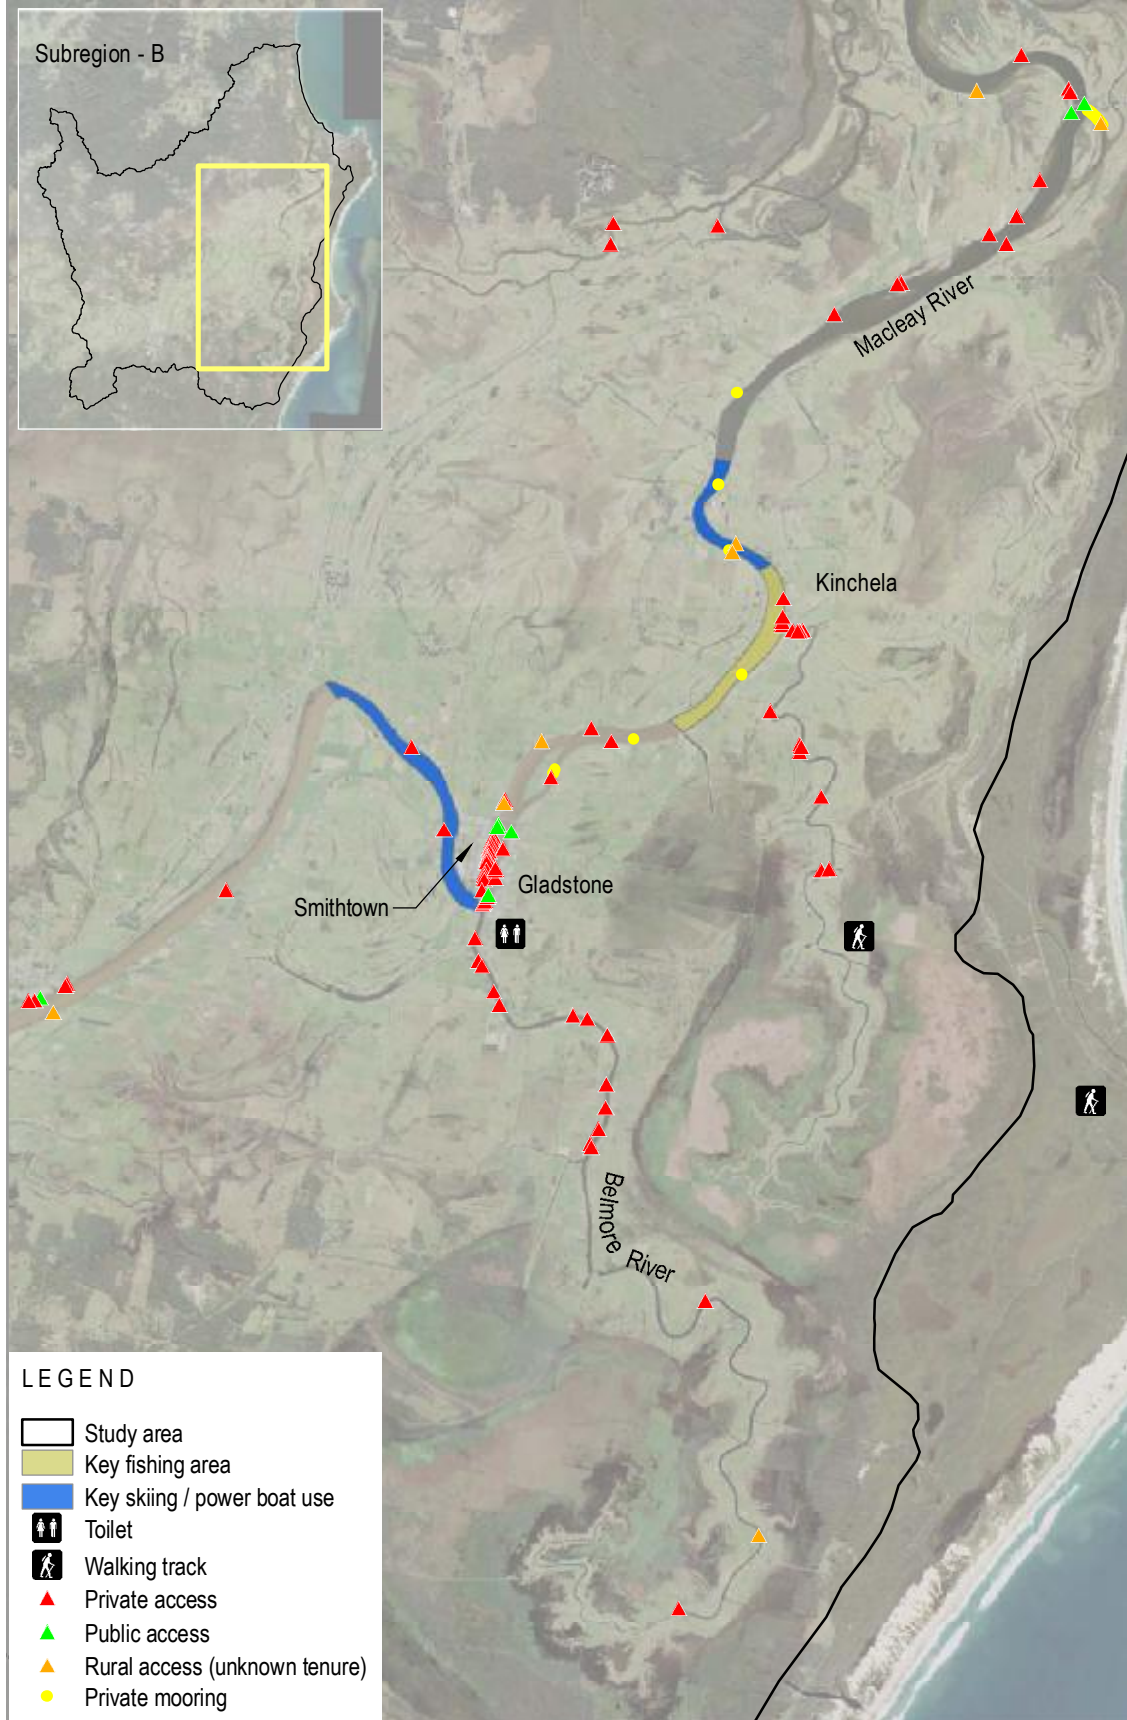 Subregion - B
Macleay River
Kinchela
Gladstone
Smithtown
Belmore River
LEGEND
Study area
Key fishing area
Key skiing / power boat use
Toilet
Walking track
Private access
Public access
Rural access (unknown tenure)
Private mooring